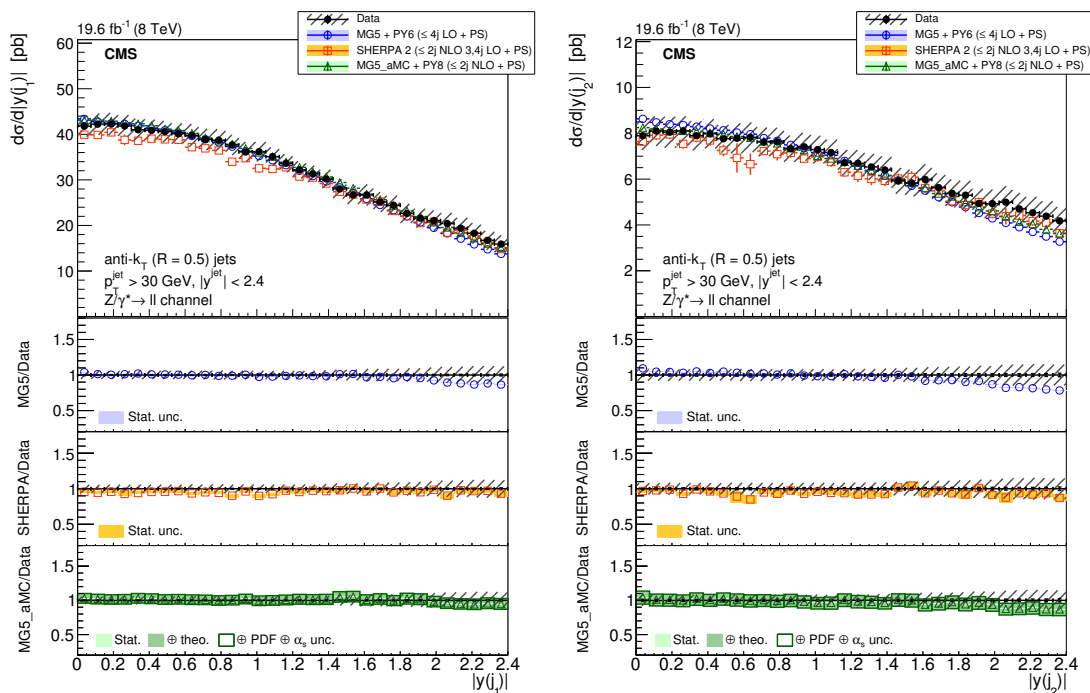 19.6 fb⁻¹ (8 TeV)
Data
MG5 + PY6 (≤ 4j LO + PS)
SHERPA 2 (≤ 2j NLO 3,4j LO + PS)
MG5_aMC + PY8 (≤ 2j NLO + PS)
CMS
dσ/d|y(j₁)| [pb]
60
50
40
30
20
10
anti-k_T (R = 0.5) jets
p_T^jet > 30 GeV, |y^jet| < 2.4
Z/γ*→ ll channel
MG5/Data
1.5
1
0.5
Stat. unc.
SHERPA/Data
1.5
1
0.5
Stat. unc.
MG5_aMC/Data
1.5
1
0.5
Stat. ⊕ theo. ⊕ PDF ⊕ α_s unc.
0 0.2 0.4 0.6 0.8 1 1.2 1.4 1.6 1.8 2 2.2 2.4
|y(j₁)|
19.6 fb⁻¹ (8 TeV)
Data
MG5 + PY6 (≤ 4j LO + PS)
SHERPA 2 (≤ 2j NLO 3,4j LO + PS)
MG5_aMC + PY8 (≤ 2j NLO + PS)
CMS
dσ/d|y(j₂)| [pb]
12
10
8
6
4
2
anti-k_T (R = 0.5) jets
p_T^jet > 30 GeV, |y^jet| < 2.4
Z/γ*→ ll channel
MG5/Data
1.5
1
0.5
Stat. unc.
SHERPA/Data
1.5
1
0.5
Stat. unc.
MG5_aMC/Data
1.5
1
0.5
Stat. ⊕ theo. ⊕ PDF ⊕ α_s unc.
0 0.2 0.4 0.6 0.8 1 1.2 1.4 1.6 1.8 2 2.2 2.4
|y(j₂)|